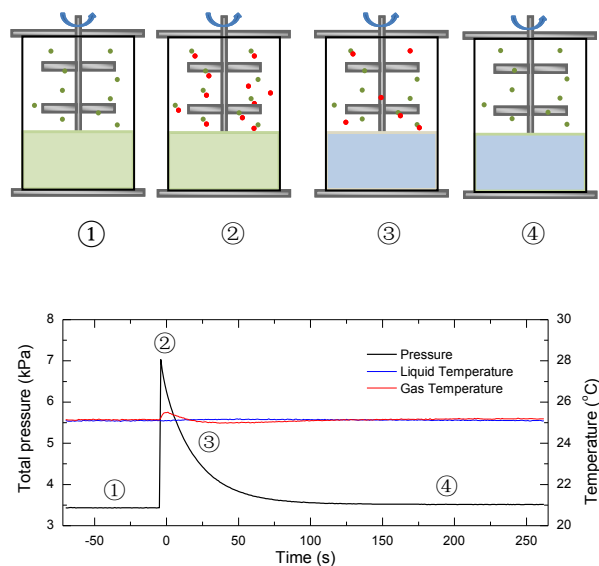 ① ② ③ ④
8
7
6
5
4
3
Total pressure (kPa)
30
28
26
24
22
20
Temperature (°C)
Pressure
Liquid Temperature
Gas Temperature
①
②
③
④
-50 0 50 100 150 200 250
Time (s)